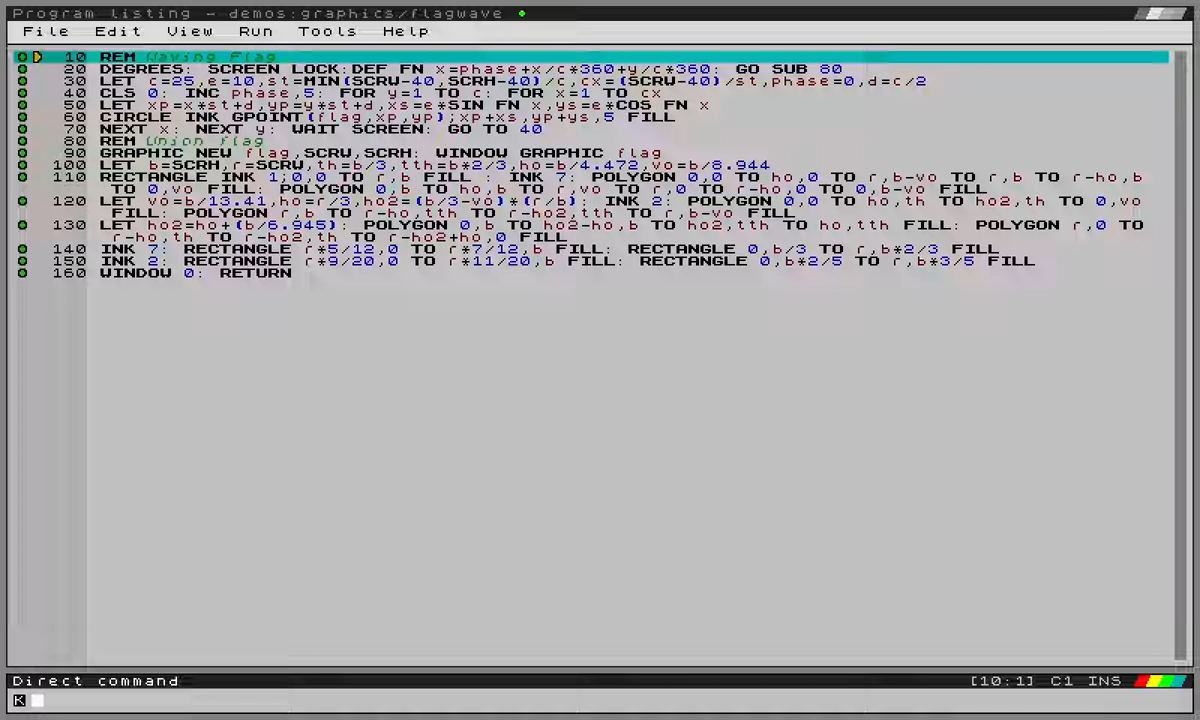 Program listing - demos:graphics/flagwave
File Edit View Run Tools Help
10 REM Waving Flag
20 DEGREES: SCREEN LOCK:DEF FN x=phase+x/c*360+y/c*360: GO SUB 80
30 LET c=25,e=10,st=MIN(SCRW-40,SCRH-40)/c,cx=(SCRW-40)/st,phase=0,d=c/2
40 CLS 0: INC phase,5: FOR y=1 TO c: FOR x=1 TO cx
50 LET xp=x*st+d,yp=y*st+d,xs=e*SIN FN x,ys=e*COS FN x
60 CIRCLE INK GPOINT(flag,xp,yp);xp+xs,yp+ys,5 FILL
70 NEXT x: NEXT y: WAIT SCREEN: GO TO 40
80 REM Union flag
90 GRAPHIC NEW flag,SCRW,SCRH: WINDOW GRAPHIC flag
100 LET b=SCRH,r=SCRW,th=b/3,tth=b*2/3,ho=b/4.472,vo=b/8.944
110 RECTANGLE INK 1;0,0 TO r,b FILL : INK 7: POLYGON 0,0 TO ho,0 TO r,b-vo TO r,b TO r-ho,b
TO 0,vo FILL: POLYGON 0,b TO ho,b TO r,vo TO r,0 TO r-ho,0 TO 0,b-vo FILL
120 LET vo=b/13.41,ho=r/3,ho2=(b/3-vo)*(r/b): INK 2: POLYGON 0,0 TO ho,th TO ho2,th TO 0,vo
FILL: POLYGON r,b TO r-ho,tth TO r-ho2,tth TO r,b-vo FILL
130 LET ho2=ho+(b/6.945): POLYGON 0,b TO ho2-ho,b TO ho2,tth TO ho,tth FILL: POLYGON r,0 TO
r-ho,th TO r-ho2,th TO r-ho2+ho,0 FILL
140 INK 7: RECTANGLE r*5/12,0 TO r*7/12,b FILL: RECTANGLE 0,b/3 TO r,b*2/3 FILL
150 INK 2: RECTANGLE r*9/20,0 TO r*11/20,b FILL: RECTANGLE 0,b*2/5 TO r,b*3/5 FILL
160 WINDOW 0: RETURN
Direct command [10:1] C1 INS
K